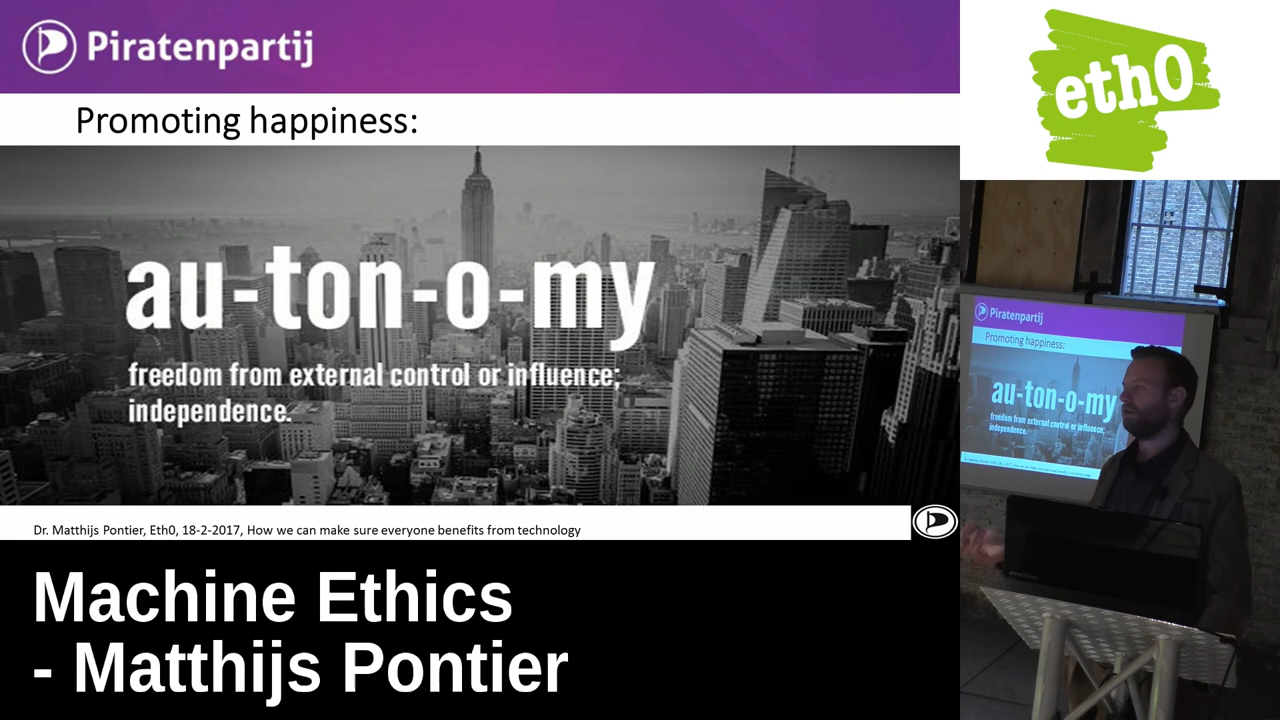 Piratenpartij
Promoting happiness:
au-ton-o-my
freedom from external control or influence;
independence.
Dr. Matthijs Pontier, Eth0, 18-2-2017, How we can make sure everyone benefits from technology
Machine Ethics
- Matthijs Pontier
eth0
Piratenpartij
Promoting happiness:
au-ton-o-my
freedom from external control or influence;
independence.